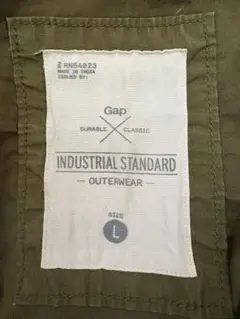 RN54023
MADE IN INDIA
ISSUED BY:
Gap
DURABLE CLASSIC
INDUSTRIAL STANDARD
— OUTERWEAR —
SIZE
L